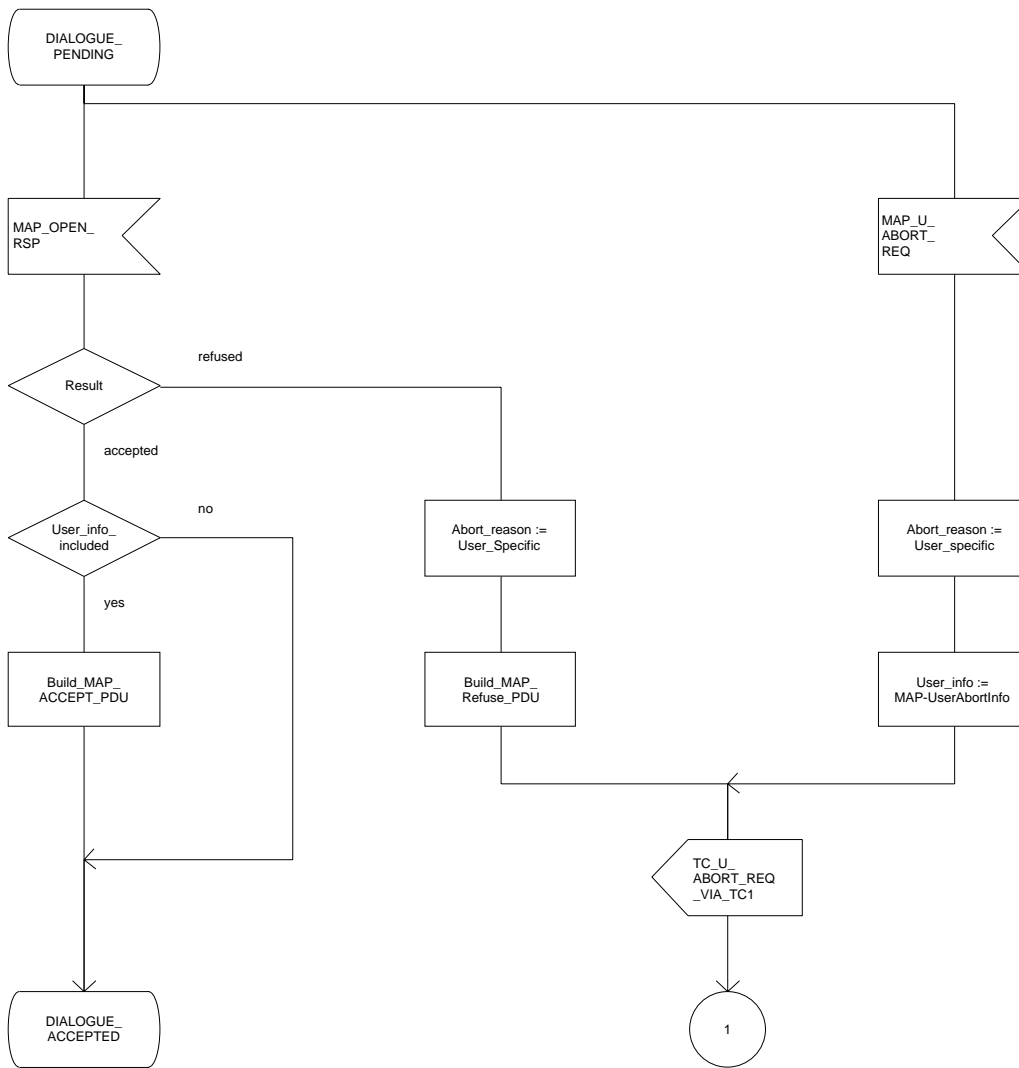 DIALOGUE_
PENDING
MAP_OPEN_
RSP
MAP_U_
ABORT_
REQ
Result
refused
accepted
User_info_
included
no
yes
Abort_reason :=
User_Specific
Abort_reason :=
User_specific
Build_MAP_
ACCEPT_PDU
Build_MAP_
Refuse_PDU
User_info :=
MAP-UserAbortInfo
TC_U_
ABORT_REQ
_VIA_TC1
DIALOGUE_
ACCEPTED
1